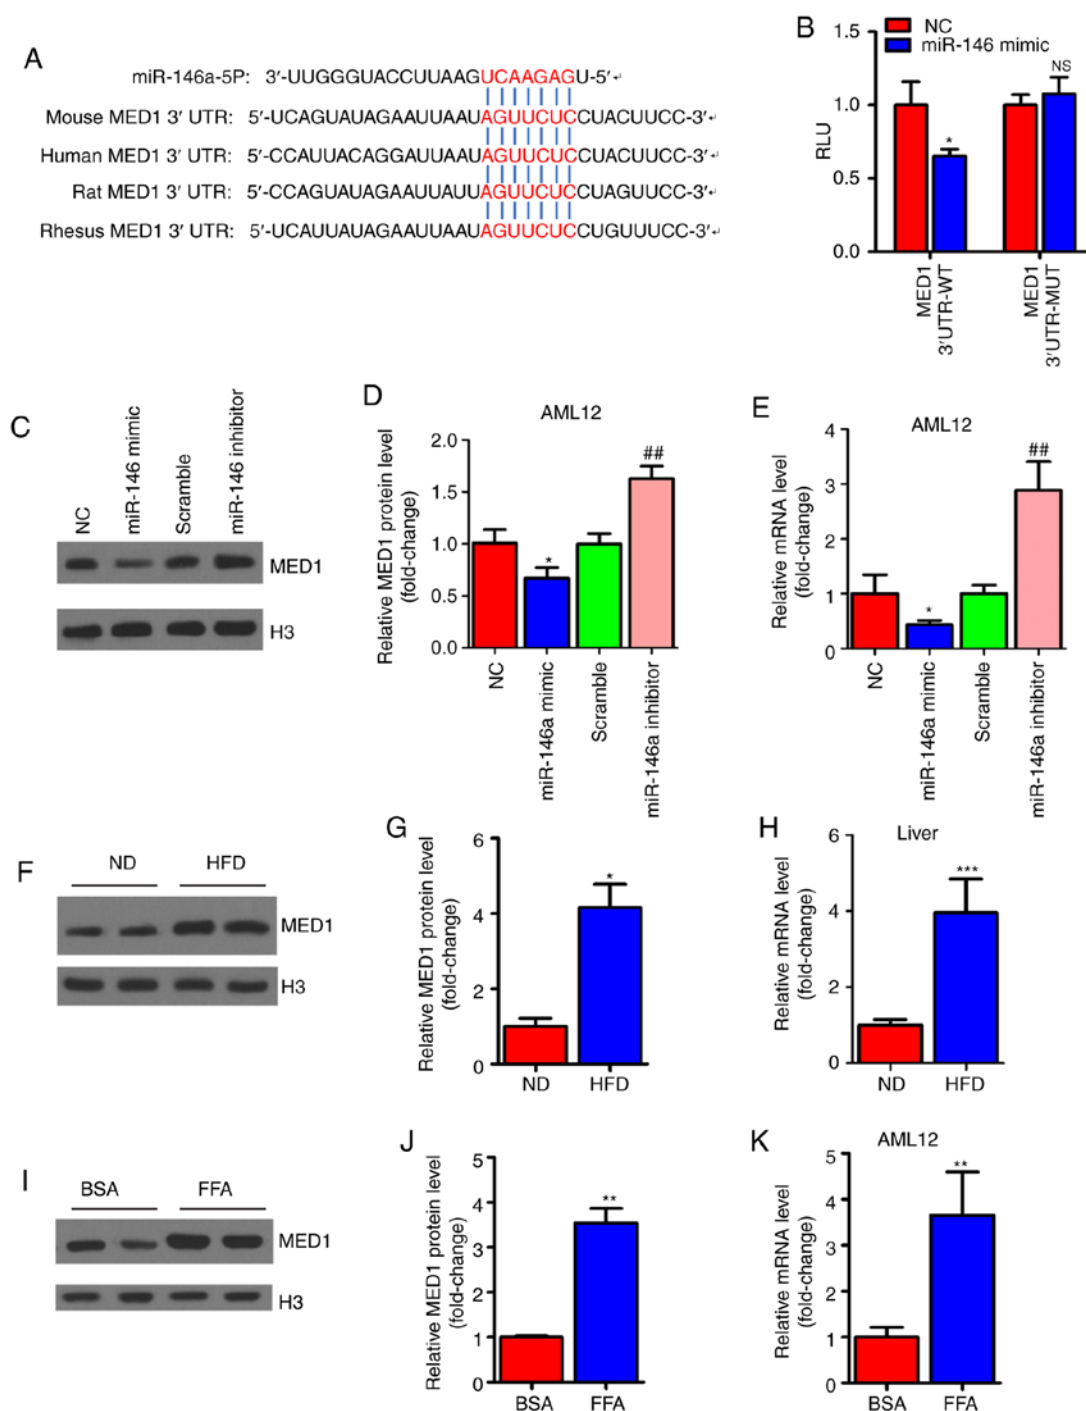 A
miR-146a-5P: 3′-UUGGGUACCUUAAGUCAAGAGU-5′↵
Mouse MED1 3′ UTR: 5′-UCAGUAUAGAAUUAAUAGUUCUCCUACUUCC-3′↵
Human MED1 3′ UTR: 5′-CCAUUACAGGAUUAAUAGUUCUCCUACUUCC-3′↵
Rat MED1 3′ UTR: 5′-CCAGUAUAGAAUUAUUAGUUCUCCUAGUUCC-3′↵
Rhesus MED1 3′ UTR: 5′-UCAUUAUAGAAUUAAUAGUUCUCCUGUUUCC-3′↵
B
NC
miR-146 mimic
RLU
1.5
1.0
0.5
0.0
*
NS
MED1
3′UTR-WT
MED1
3′UTR-MUT
C
NC
miR-146 mimic
Scramble
miR-146 inhibitor
MED1
H3
D
AML12
Relative MED1 protein level
(fold-change)
2.0
1.5
1.0
0.5
0.0
*
##
NC
miR-146a mimic
Scramble
miR-146a inhibitor
E
AML12
Relative mRNA level
(fold-change)
4
3
2
1
0
*
##
NC
miR-146a mimic
Scramble
miR-146a inhibitor
F
ND HFD
MED1
H3
G
Relative MED1 protein level
(fold-change)
6
4
2
0
*
ND HFD
H
Liver
Relative mRNA level
(fold-change)
6
4
2
0
***
ND HFD
I
BSA FFA
MED1
H3
J
Relative MED1 protein level
(fold-change)
5
4
3
2
1
0
**
BSA FFA
K
AML12
Relative mRNA level
(fold-change)
5
4
3
2
1
0
**
BSA FFA